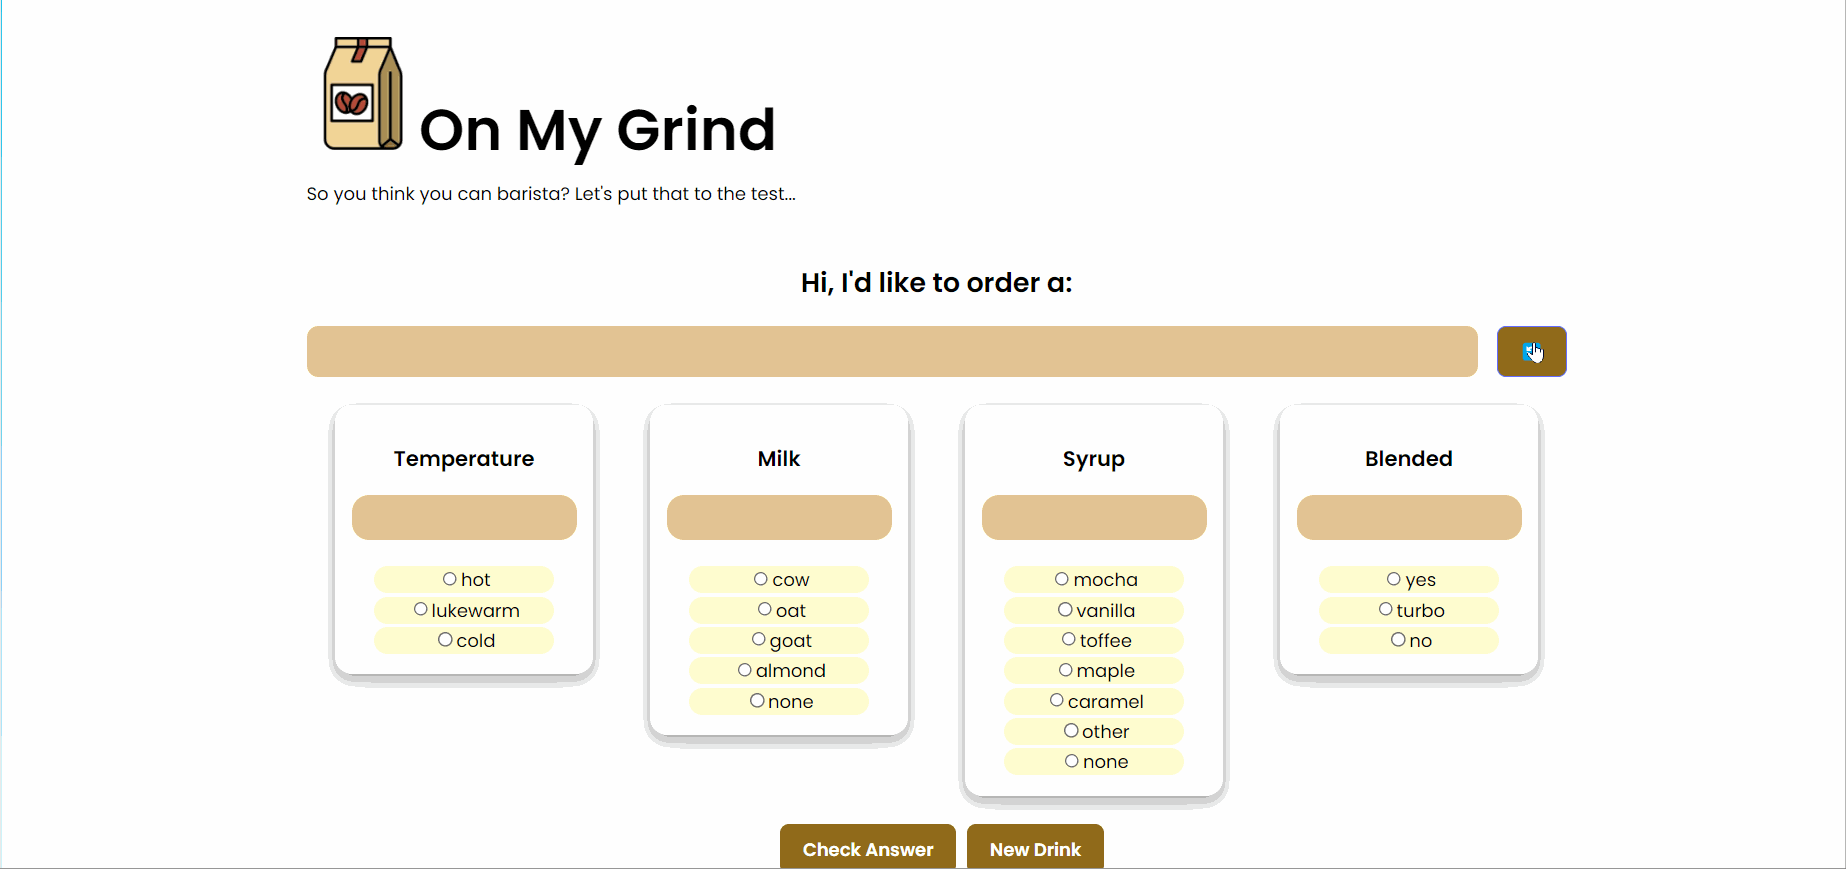 On My Grind
So you think you can barista? Let's put that to the test...
Hi, I'd like to order a:
Temperature
hot
lukewarm
cold
Milk
cow
oat
goat
almond
none
Syrup
mocha
vanilla
toffee
maple
caramel
other
none
Blended
yes
turbo
no
Check Answer
New Drink